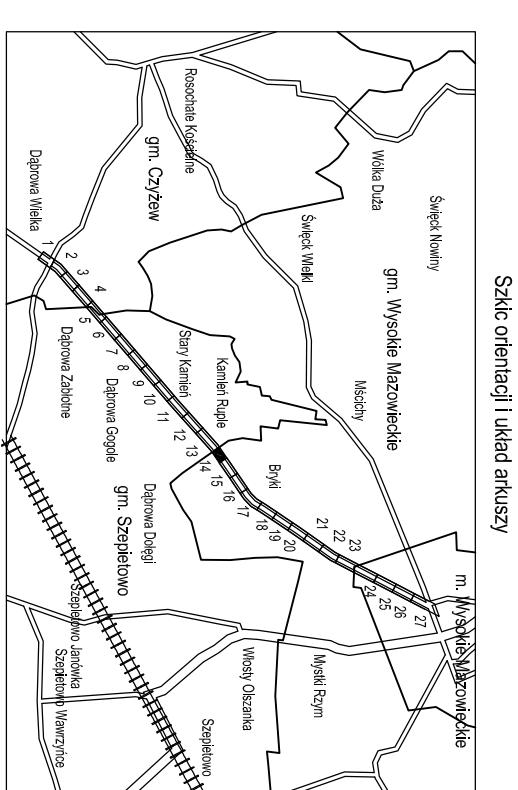 Szkic orientacji i układ arkuszy
Święck Nowiny
Wólka Duża
gm. Wysokie Mazowieckie
m. Wysokie Mazowieckie
Mścichy
Święck Wielki
Rosochate Kościelne
gm. Czyżew
Kamień Ruple
Stary Kamień
Bryki
Mystki Rzym
Włosty Olszanka
Dąbrowa Wielka
Dąbrowa Zabłotne
Dąbrowa Gogole
Dąbrowa Dołęgi
gm. Szepietowo
Szepietowo Janówka
Szepietowo Wawrzyńce
Szepietowo
1
2
3
4
5
6
7
8
9
10
11
12
13
14
15
16
17
18
19
20
21
22
23
24
25
26
27